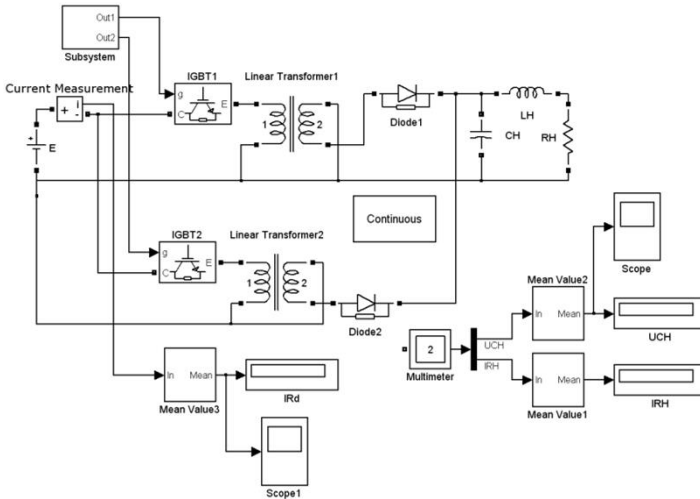 Out1
Out2
Subsystem
Current Measurement
+
i
-
+
E
IGBT1
g
C
E
Linear Transformer1
1
2
Diode1
LH
CH
RH
Continuous
IGBT2
g
C
E
Linear Transformer2
1
2
Diode2
Scope
Mean Value2
In
Mean
UCH
2
Multimeter
UCH
IRH
In
Mean
Mean Value1
IRH
In
Mean
Mean Value3
IRd
Scope1